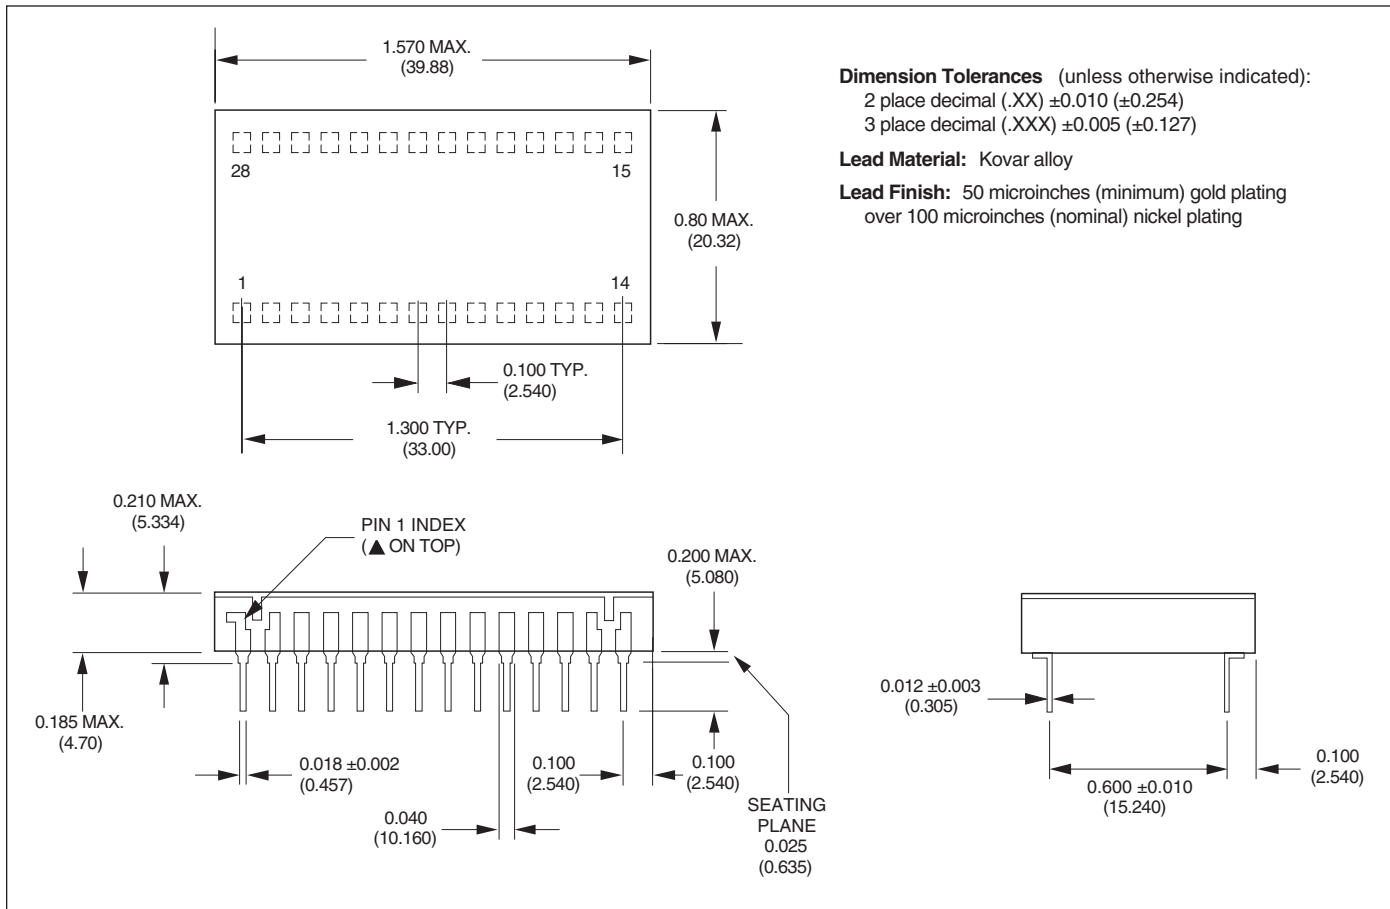 1.570 MAX.
(39.88)
Dimension Tolerances (unless otherwise indicated):
2 place decimal (.XX) ±0.010 (±0.254)
3 place decimal (.XXX) ±0.005 (±0.127)
Lead Material: Kovar alloy
Lead Finish: 50 microinches (minimum) gold plating
over 100 microinches (nominal) nickel plating
28
15
0.80 MAX.
(20.32)
1
14
0.100 TYP.
(2.540)
1.300 TYP.
(33.00)
0.210 MAX.
(5.334)
PIN 1 INDEX
(▲ ON TOP)
0.200 MAX.
(5.080)
0.185 MAX.
(4.70)
0.018 ±0.002
(0.457)
0.040
(10.160)
0.100
(2.540)
0.100
(2.540)
SEATING
PLANE
0.025
(0.635)
0.012 ±0.003
(0.305)
0.600 ±0.010
(15.240)
0.100
(2.540)